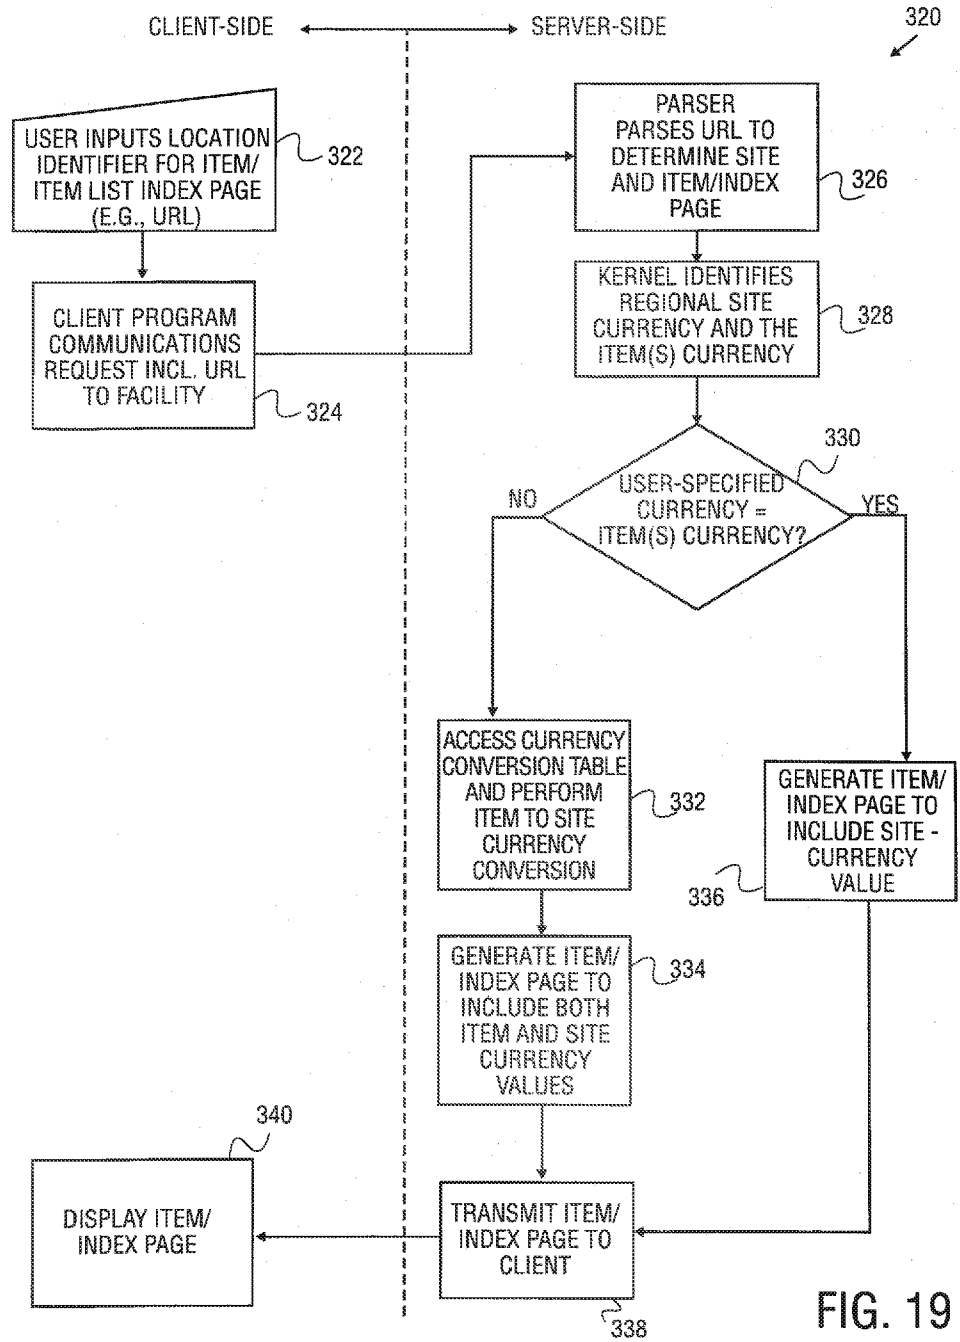 CLIENT-SIDE
SERVER-SIDE
320
USER INPUTS LOCATION
IDENTIFIER FOR ITEM/
ITEM LIST INDEX PAGE
(E.G., URL)
322
PARSER
PARSES URL TO
DETERMINE SITE
AND ITEM/INDEX
PAGE
326
CLIENT PROGRAM
COMMUNICATIONS
REQUEST INCL. URL
TO FACILITY
324
KERNEL IDENTIFIES
REGIONAL SITE
CURRENCY AND THE
ITEM(S) CURRENCY
328
330
USER-SPECIFIED
CURRENCY =
ITEM(S) CURRENCY?
NO
YES
ACCESS CURRENCY
CONVERSION TABLE
AND PERFORM
ITEM TO SITE
CURRENCY
CONVERSION
332
GENERATE ITEM/
INDEX PAGE TO
INCLUDE SITE -
CURRENCY
VALUE
336
GENERATE ITEM/
INDEX PAGE TO
INCLUDE BOTH
ITEM AND SITE
CURRENCY
VALUES
334
340
DISPLAY ITEM/
INDEX PAGE
TRANSMIT ITEM/
INDEX PAGE TO
CLIENT
338
FIG. 19